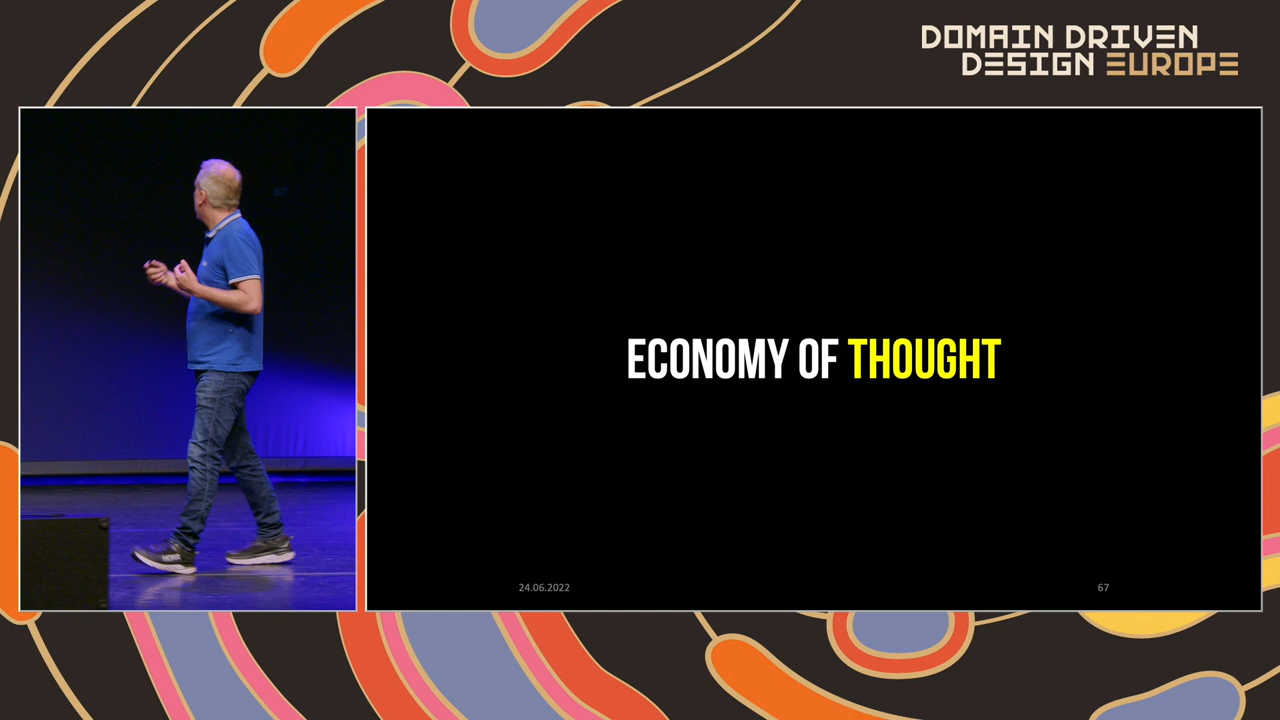 DOMAIN DRIVEN
DESIGN EUROPE
ECONOMY OF THOUGHT
24.06.2022
67